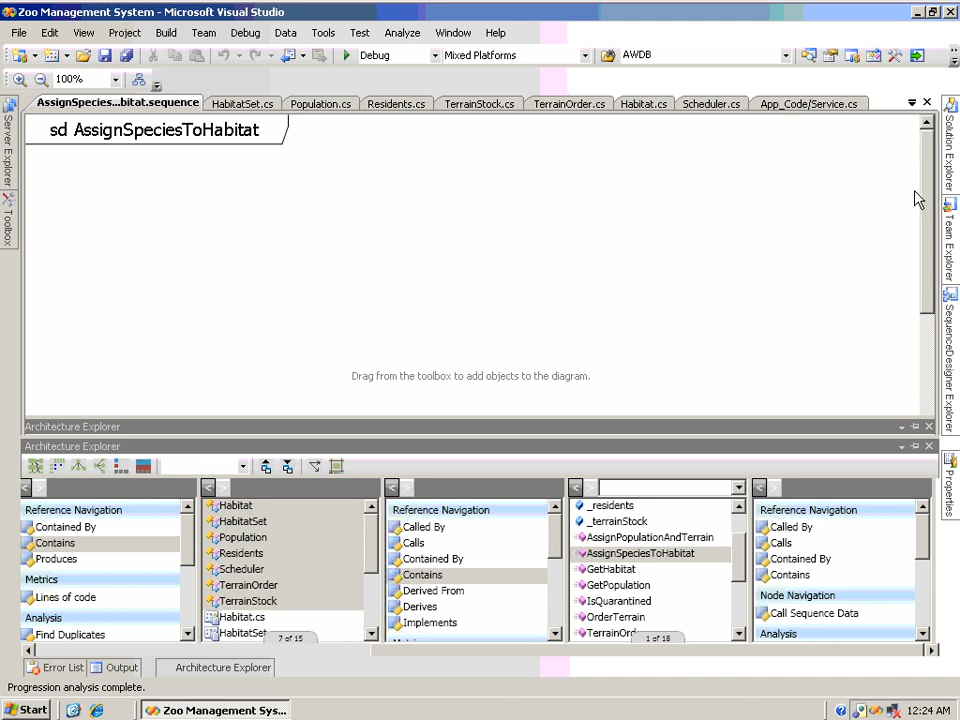 Zoo Management System - Microsoft Visual Studio
File Edit View Project Build Team Debug Data Tools Test Analyze Window Help
Debug Mixed Platforms AWDB
100%
AssignSpecies...bitat.sequence HabitatSet.cs Population.cs Residents.cs TerrainStock.cs TerrainOrder.cs Habitat.cs Scheduler.cs App_Code/Service.cs
Server Explorer
Toolbox
sd AssignSpeciesToHabitat
Drag from the toolbox to add objects to the diagram.
Solution Explorer
Team Explorer
SequenceDesigner Explorer
Properties
Architecture Explorer
Architecture Explorer
Reference Navigation
Contained By
Contains
Produces
Metrics
Lines of code
Analysis
Find Duplicates
Habitat
HabitatSet
Population
Residents
Scheduler
TerrainOrder
TerrainStock
Habitat.cs
HabitatSet
7 of 15
Reference Navigation
Called By
Calls
Contained By
Contains
Derived From
Derives
Implements
_residents
_terrainStock
AssignPopulationAndTerrain
AssignSpeciesToHabitat
GetHabitat
GetPopulation
IsQuarantined
OrderTerrain
TerrainOrd
1 of 18
Reference Navigation
Called By
Calls
Contained By
Contains
Node Navigation
Call Sequence Data
Analysis
Error List Output Architecture Explorer
Progression analysis complete.
Start Zoo Management Sys... 12:24 AM